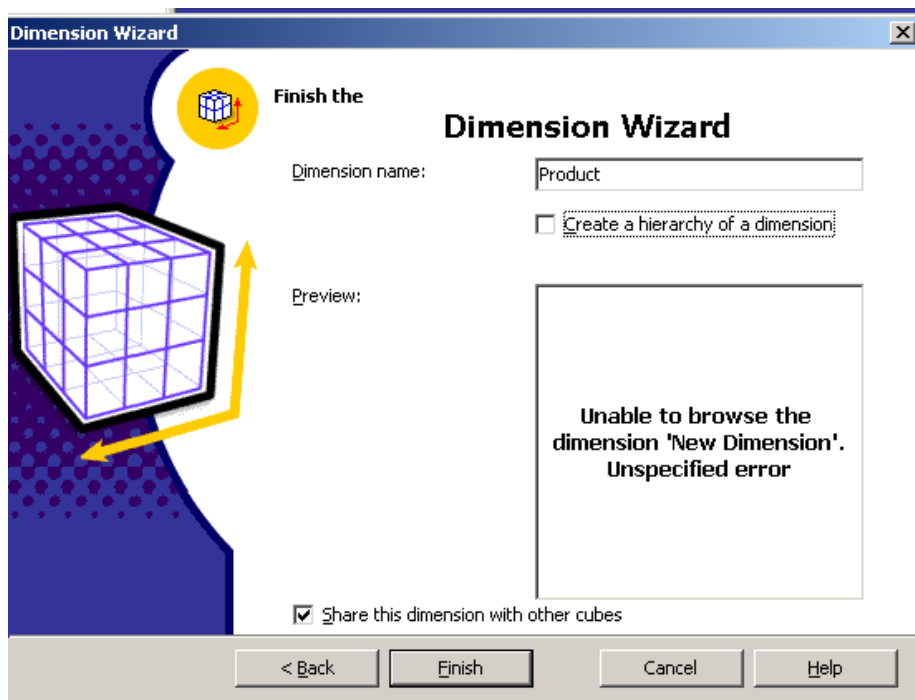 Dimension Wizard
Finish the
Dimension Wizard
Dimension name:
Product
Create a hierarchy of a dimension
Preview:
Unable to browse the
dimension 'New Dimension'.
Unspecified error
Share this dimension with other cubes
< Back
Finish
Cancel
Help